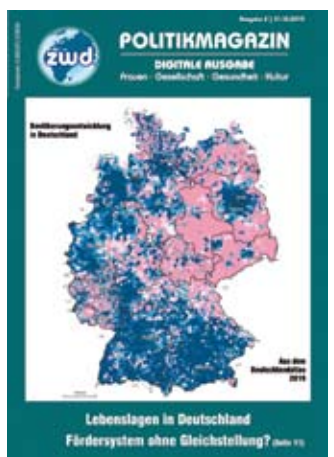 zwd
POLITIKMAGAZIN
DIGITALE AUSGABE
Frauen · Gesellschaft · Gesundheit · Kultur
Bevölkerungsentwicklung
in Deutschland
Aus dem
Deutschlandatlas
Lebenslagen in Deutschland
Fördersystem ohne Gleichstellung?